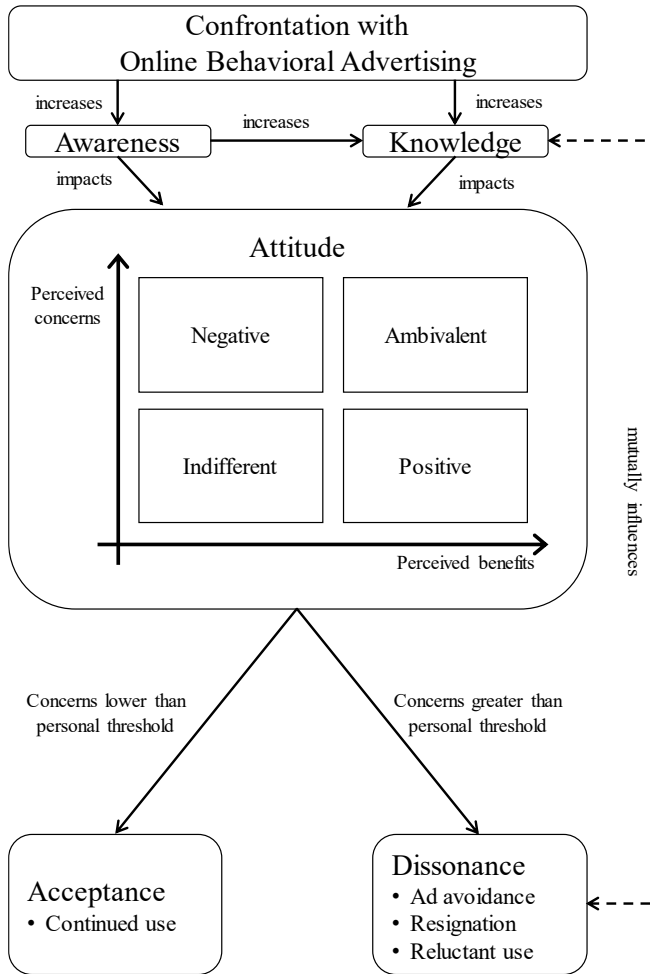 Confrontation with
Online Behavioral Advertising
increases
increases
Awareness
increases
Knowledge
impacts
impacts
Attitude
Perceived
concerns
Negative
Ambivalent
Indifferent
Positive
Perceived benefits
mutually influences
Concerns lower than
personal threshold
Concerns greater than
personal threshold
Acceptance
• Continued use
Dissonance
• Ad avoidance
• Resignation
• Reluctant use